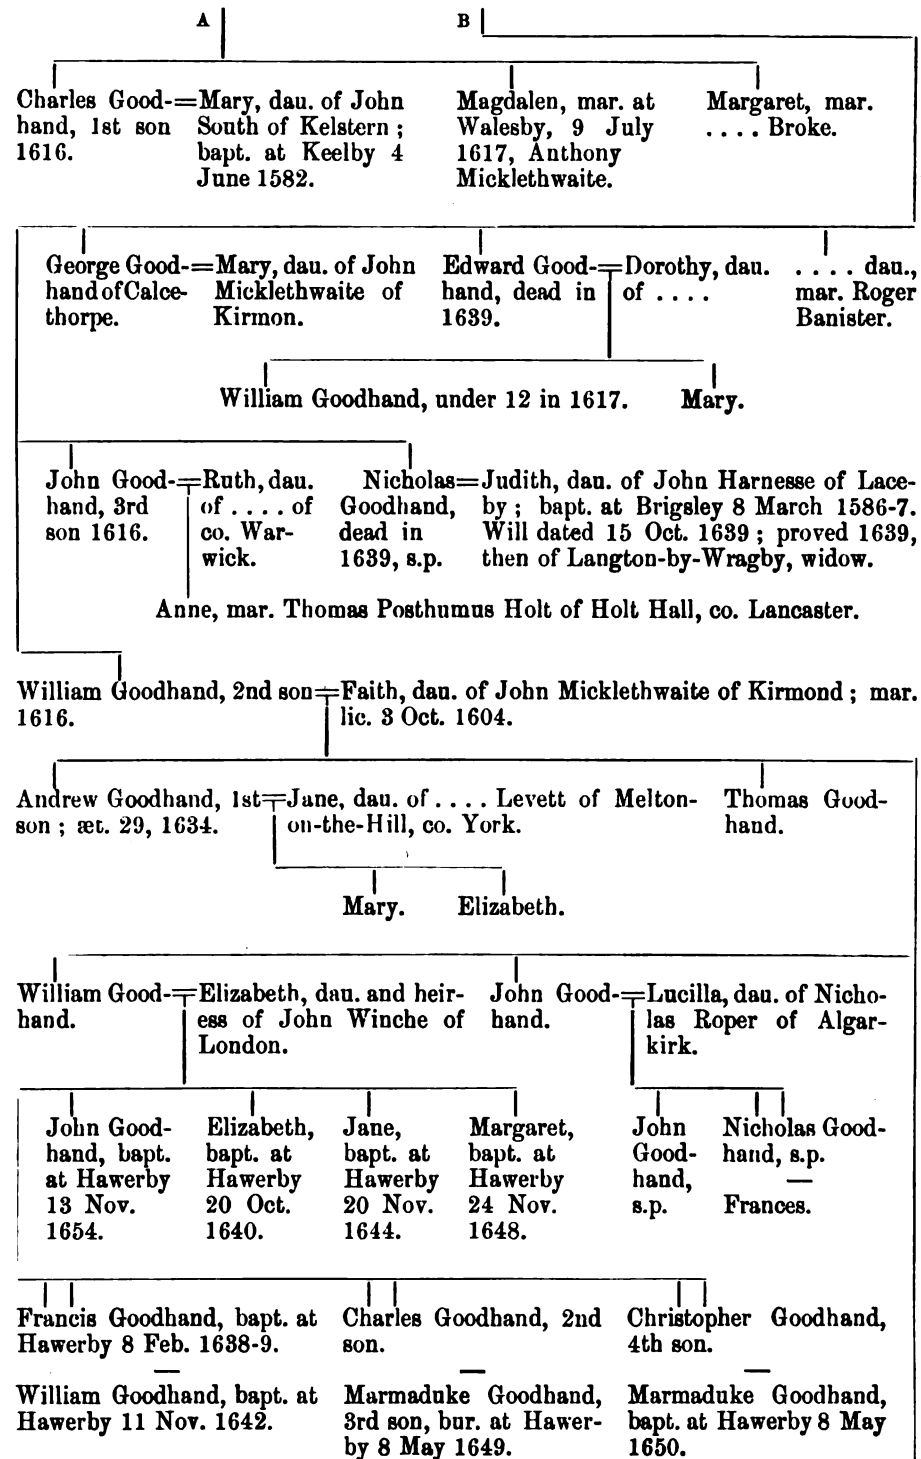 A B
Charles Good-=Mary, dau. of John
hand, 1st son South of Kelstern ;
1616. bapt. at Keelby 4
June 1582.
Magdalen, mar. at
Walesby, 9 July
1617, Anthony
Micklethwaite.
Margaret, mar.
. . . . Broke.
George Good-=Mary, dau. of John
hand of Calce- Micklethwaite of
thorpe. Kirmon.
Edward Good-=Dorothy, dau.
hand, dead in of . . . .
1639.
. . . . dau.,
mar. Roger
Banister.
William Goodhand, under 12 in 1617. Mary.
John Good-=Ruth, dau.
hand, 3rd of . . . . of
son 1616. co. War-
wick.
Nicholas=Judith, dau. of John Harnesse of Lace-
Goodhand, by ; bapt. at Brigsley 8 March 1586-7.
dead in Will dated 15 Oct. 1639 ; proved 1639,
1639, s.p. then of Langton-by-Wragby, widow.
Anne, mar. Thomas Posthumus Holt of Holt Hall, co. Lancaster.
William Goodhand, 2nd son=Faith, dau. of John Micklethwaite of Kirmond ; mar.
1616. lic. 3 Oct. 1604.
Andrew Goodhand, 1st=Jane, dau. of . . . . Levett of Melton-
son ; æt. 29, 1634. on-the-Hill, co. York.
Thomas Good-
hand.
Mary. Elizabeth.
William Good-=Elizabeth, dau. and heir-
hand. ess of John Winche of
London.
John Good-=Lucilla, dau. of Nicho-
hand. las Roper of Algar-
kirk.
John Good-
hand, bapt.
at Hawerby
13 Nov.
1654.
Elizabeth,
bapt. at
Hawerby
20 Oct.
1640.
Jane,
bapt. at
Hawerby
20 Nov.
1644.
Margaret,
bapt. at
Hawerby
24 Nov.
1648.
John
Good-
hand,
s.p.
Nicholas Good-
hand, s.p.
—
Frances.
Francis Goodhand, bapt. at
Hawerby 8 Feb. 1638-9.
—
William Goodhand, bapt. at
Hawerby 11 Nov. 1642.
Charles Goodhand, 2nd
son.
—
Marmaduke Goodhand,
3rd son, bur. at Hawer-
by 8 May 1649.
Christopher Goodhand,
4th son.
—
Marmaduke Goodhand,
bapt. at Hawerby 8 May
1650.